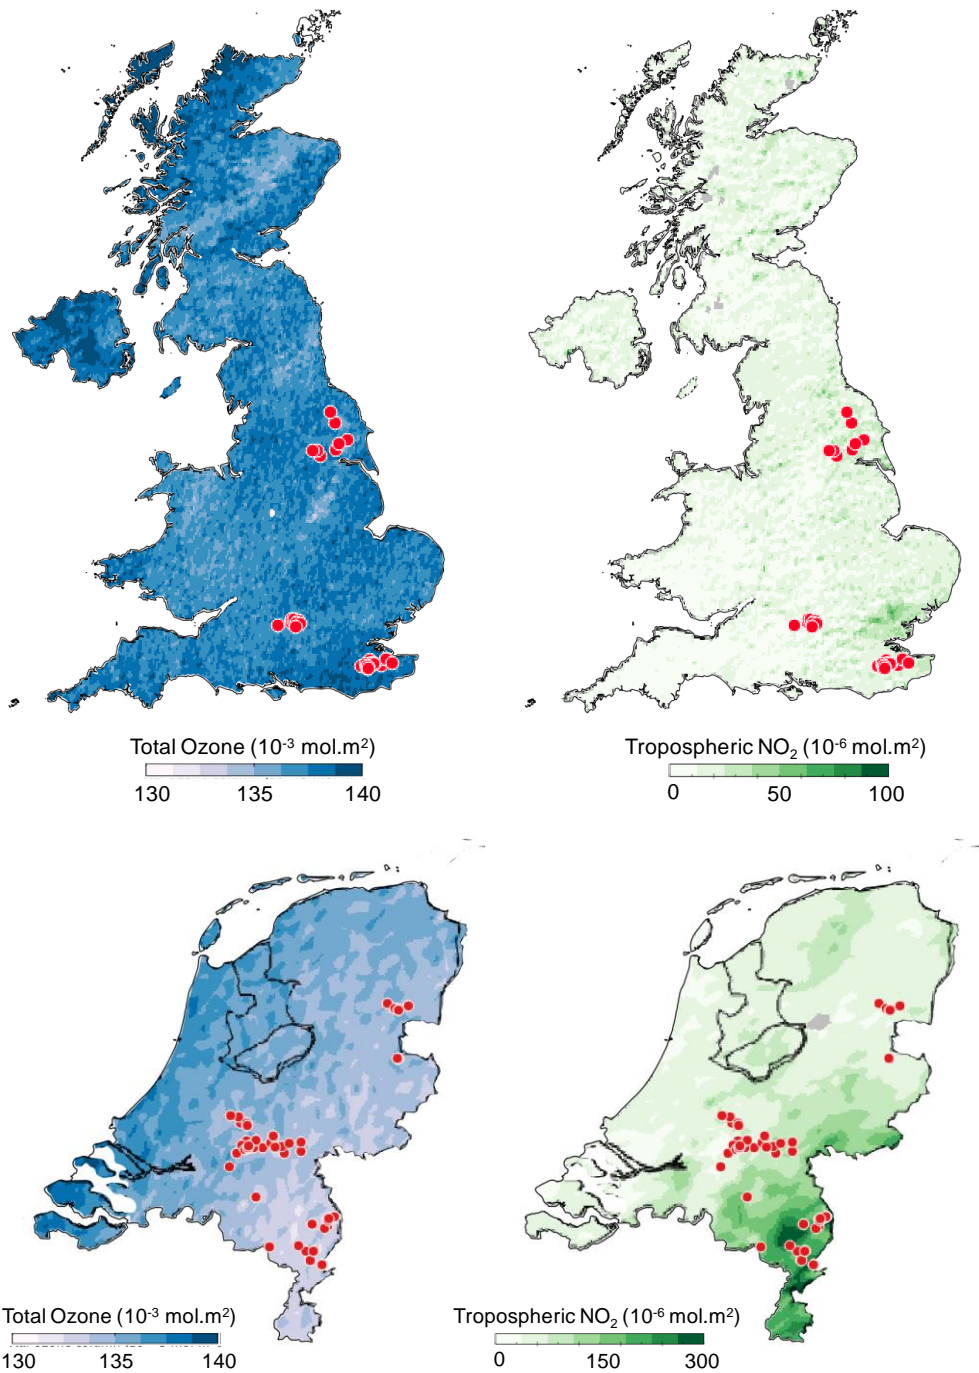 Total Ozone (10-3 mol.m2)
130 135 140
Tropospheric NO2 (10-6 mol.m2)
0 50 100
Total Ozone (10-3 mol.m2)
130 135 140
Tropospheric NO2 (10-6 mol.m2)
0 150 300